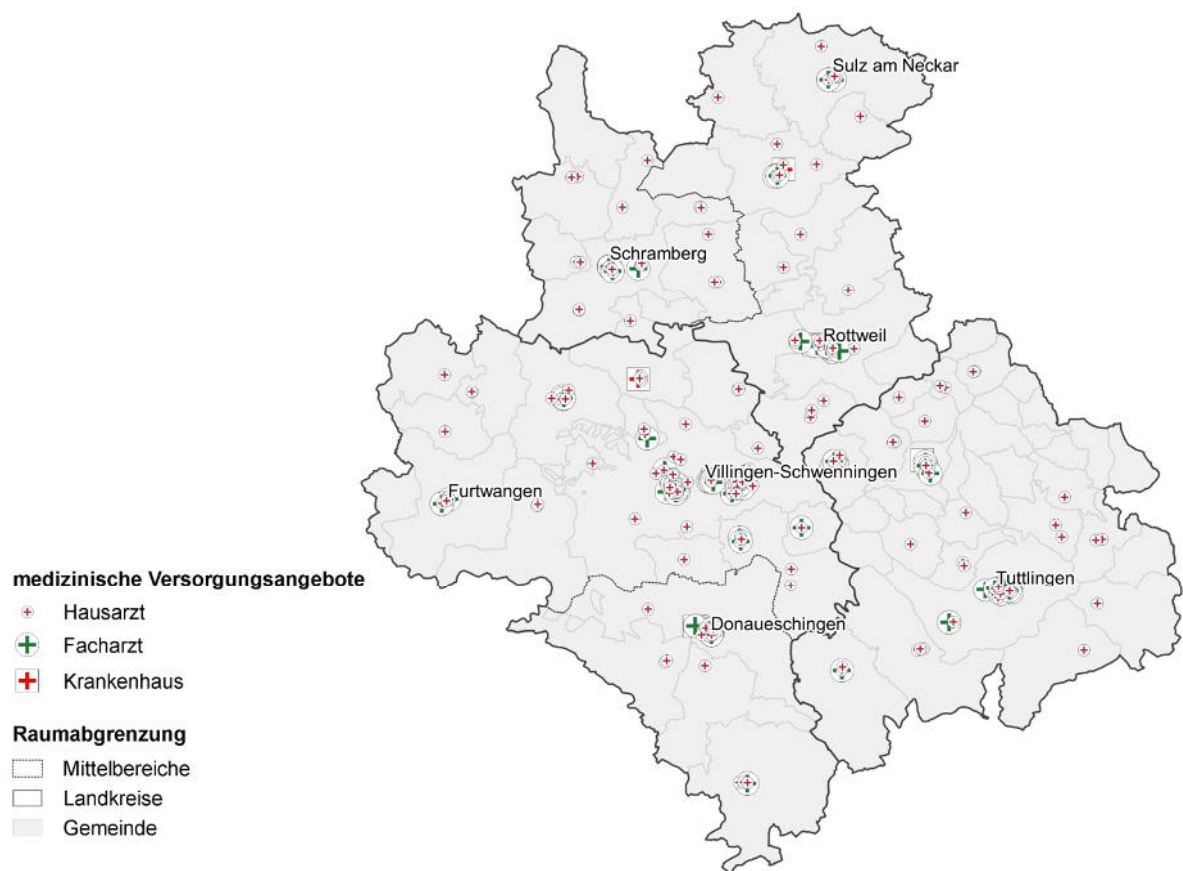 Sulz am Neckar
Schramberg
Rottweil
Villingen-Schwenningen
Furtwangen
Tuttlingen
Donaueschingen
medizinische Versorgungsangebote
Hausarzt
Facharzt
Krankenhaus
Raumabgrenzung
Mittelbereiche
Landkreise
Gemeinde